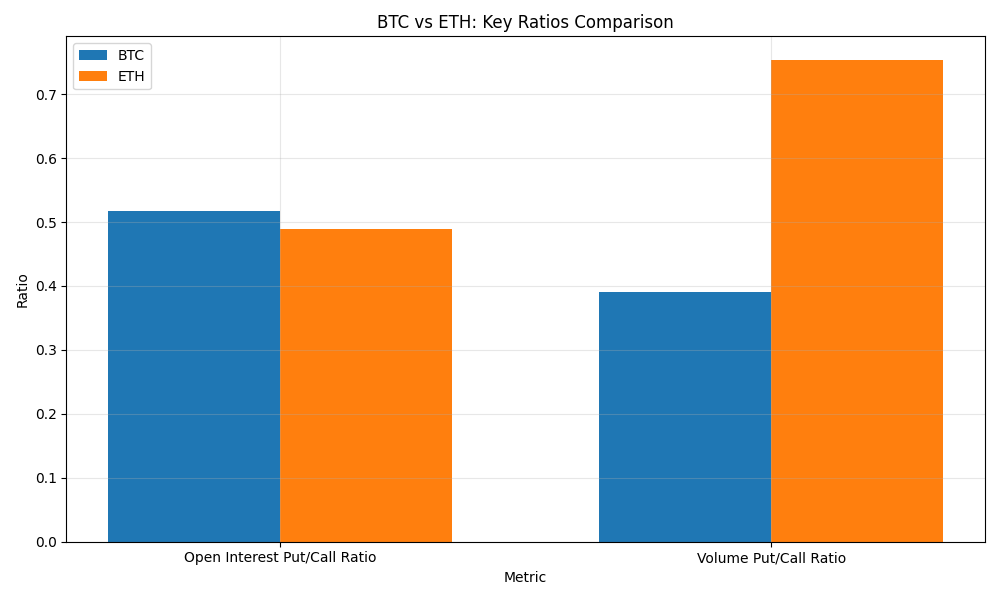 BTC vs ETH: Key Ratios Comparison
BTC
ETH
Ratio
0.7
0.6
0.5
0.4
0.3
0.2
0.1
0.0
Open Interest Put/Call Ratio
Volume Put/Call Ratio
Metric